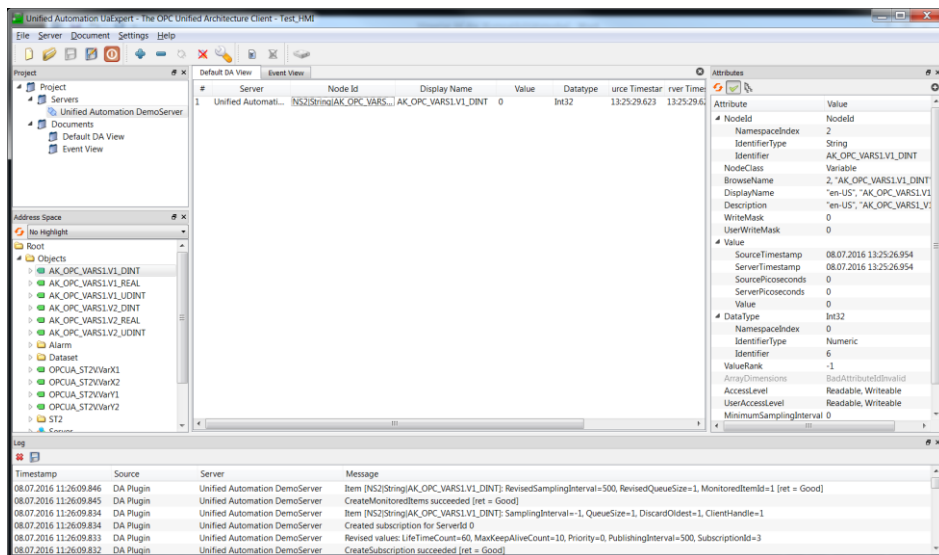 Unified Automation UaExpert - The OPC Unified Architecture Client - Test_HMI
File Server Document Settings Help
Project
Project
Servers
Unified Automation DemoServer
Documents
Default DA View
Event View
Address Space
No Highlight
Root
Objects
AK_OPC_VARS1.V1_DINT
AK_OPC_VARS1.V1_REAL
AK_OPC_VARS1.V1_UDINT
AK_OPC_VARS1.V2_DINT
AK_OPC_VARS1.V2_REAL
AK_OPC_VARS1.V2_UDINT
Alarm
Dataset
OPCUA_ST2V.VarX1
OPCUA_ST2V.VarX2
OPCUA_ST2V.VarY1
OPCUA_ST2V.VarY2
ST2
Server
Default DA View Event View
# Server Node Id Display Name Value Datatype urce Timestar rver Time
1 Unified Automati... NS2|String|AK_OPC_VARS... AK_OPC_VARS1.V1_DINT 0 Int32 13:25:29.623 13:25:29.6
Attributes
Attribute Value
NodeId NodeId
NamespaceIndex 2
IdentifierType String
Identifier AK_OPC_VARS1.V1_DINT
NodeClass Variable
BrowseName 2, "AK_OPC_VARS1.V1_DINT"
DisplayName "en-US", "AK_OPC_VARS1.V1
Description "en-US", "AK_OPC_VARS1_V1
WriteMask 0
UserWriteMask 0
Value
SourceTimestamp 08.07.2016 13:25:26.954
ServerTimestamp 08.07.2016 13:25:26.954
SourcePicoseconds 0
ServerPicoseconds 0
Value 0
DataType Int32
NamespaceIndex 0
IdentifierType Numeric
Identifier 6
ValueRank -1
ArrayDimensions BadAttributeIdInvalid
AccessLevel Readable, Writeable
UserAccessLevel Readable, Writeable
MinimumSamplingInterval 0
Log
Timestamp Source Server Message
08.07.2016 11:26:09.846 DA Plugin Unified Automation DemoServer Item [NS2|String|AK_OPC_VARS1.V1_DINT]: RevisedSamplingInterval=500, RevisedQueueSize=1, MonitoredItemId=1 [ret = Good]
08.07.2016 11:26:09.845 DA Plugin Unified Automation DemoServer CreateMonitoredItems succeeded [ret = Good]
08.07.2016 11:26:09.834 DA Plugin Unified Automation DemoServer Item [NS2|String|AK_OPC_VARS1.V1_DINT]: SamplingInterval=-1, QueueSize=1, DiscardOldest=1, ClientHandle=1
08.07.2016 11:26:09.834 DA Plugin Unified Automation DemoServer Created subscription for ServerId 0
08.07.2016 11:26:09.833 DA Plugin Unified Automation DemoServer Revised values: LifeTimeCount=60, MaxKeepAliveCount=10, Priority=0, PublishingInterval=500, SubscriptionId=3
08.07.2016 11:26:09.832 DA Plugin Unified Automation DemoServer CreateSubscription succeeded [ret = Good]